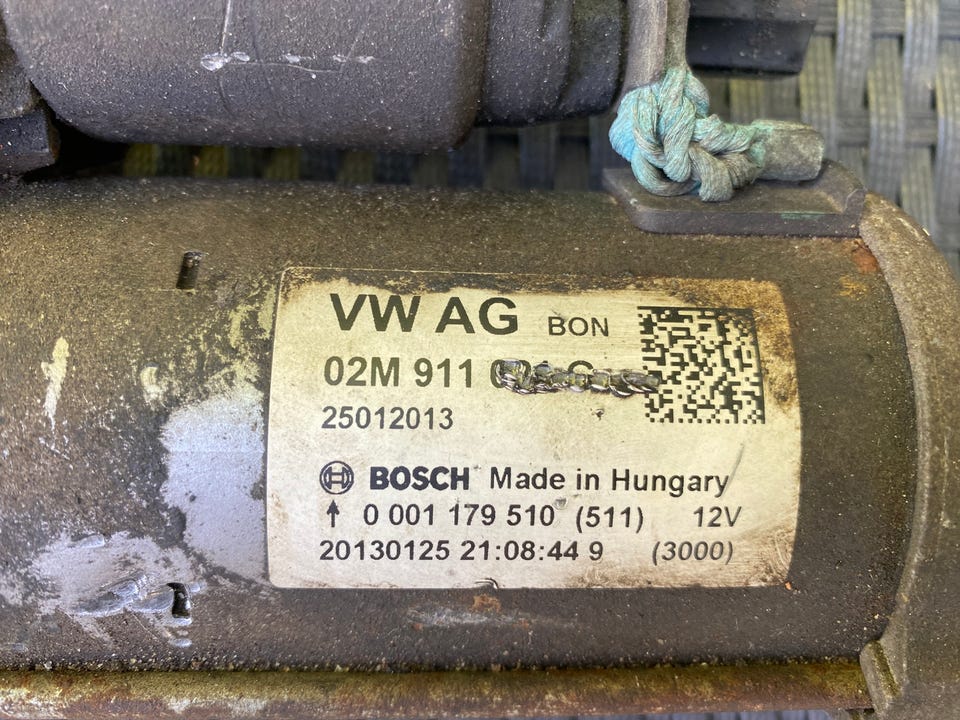 VW AG BON
02M 911
25012013
BOSCH Made in Hungary
0 001 179 510 (511) 12V
20130125 21:08:44 9 (3000)